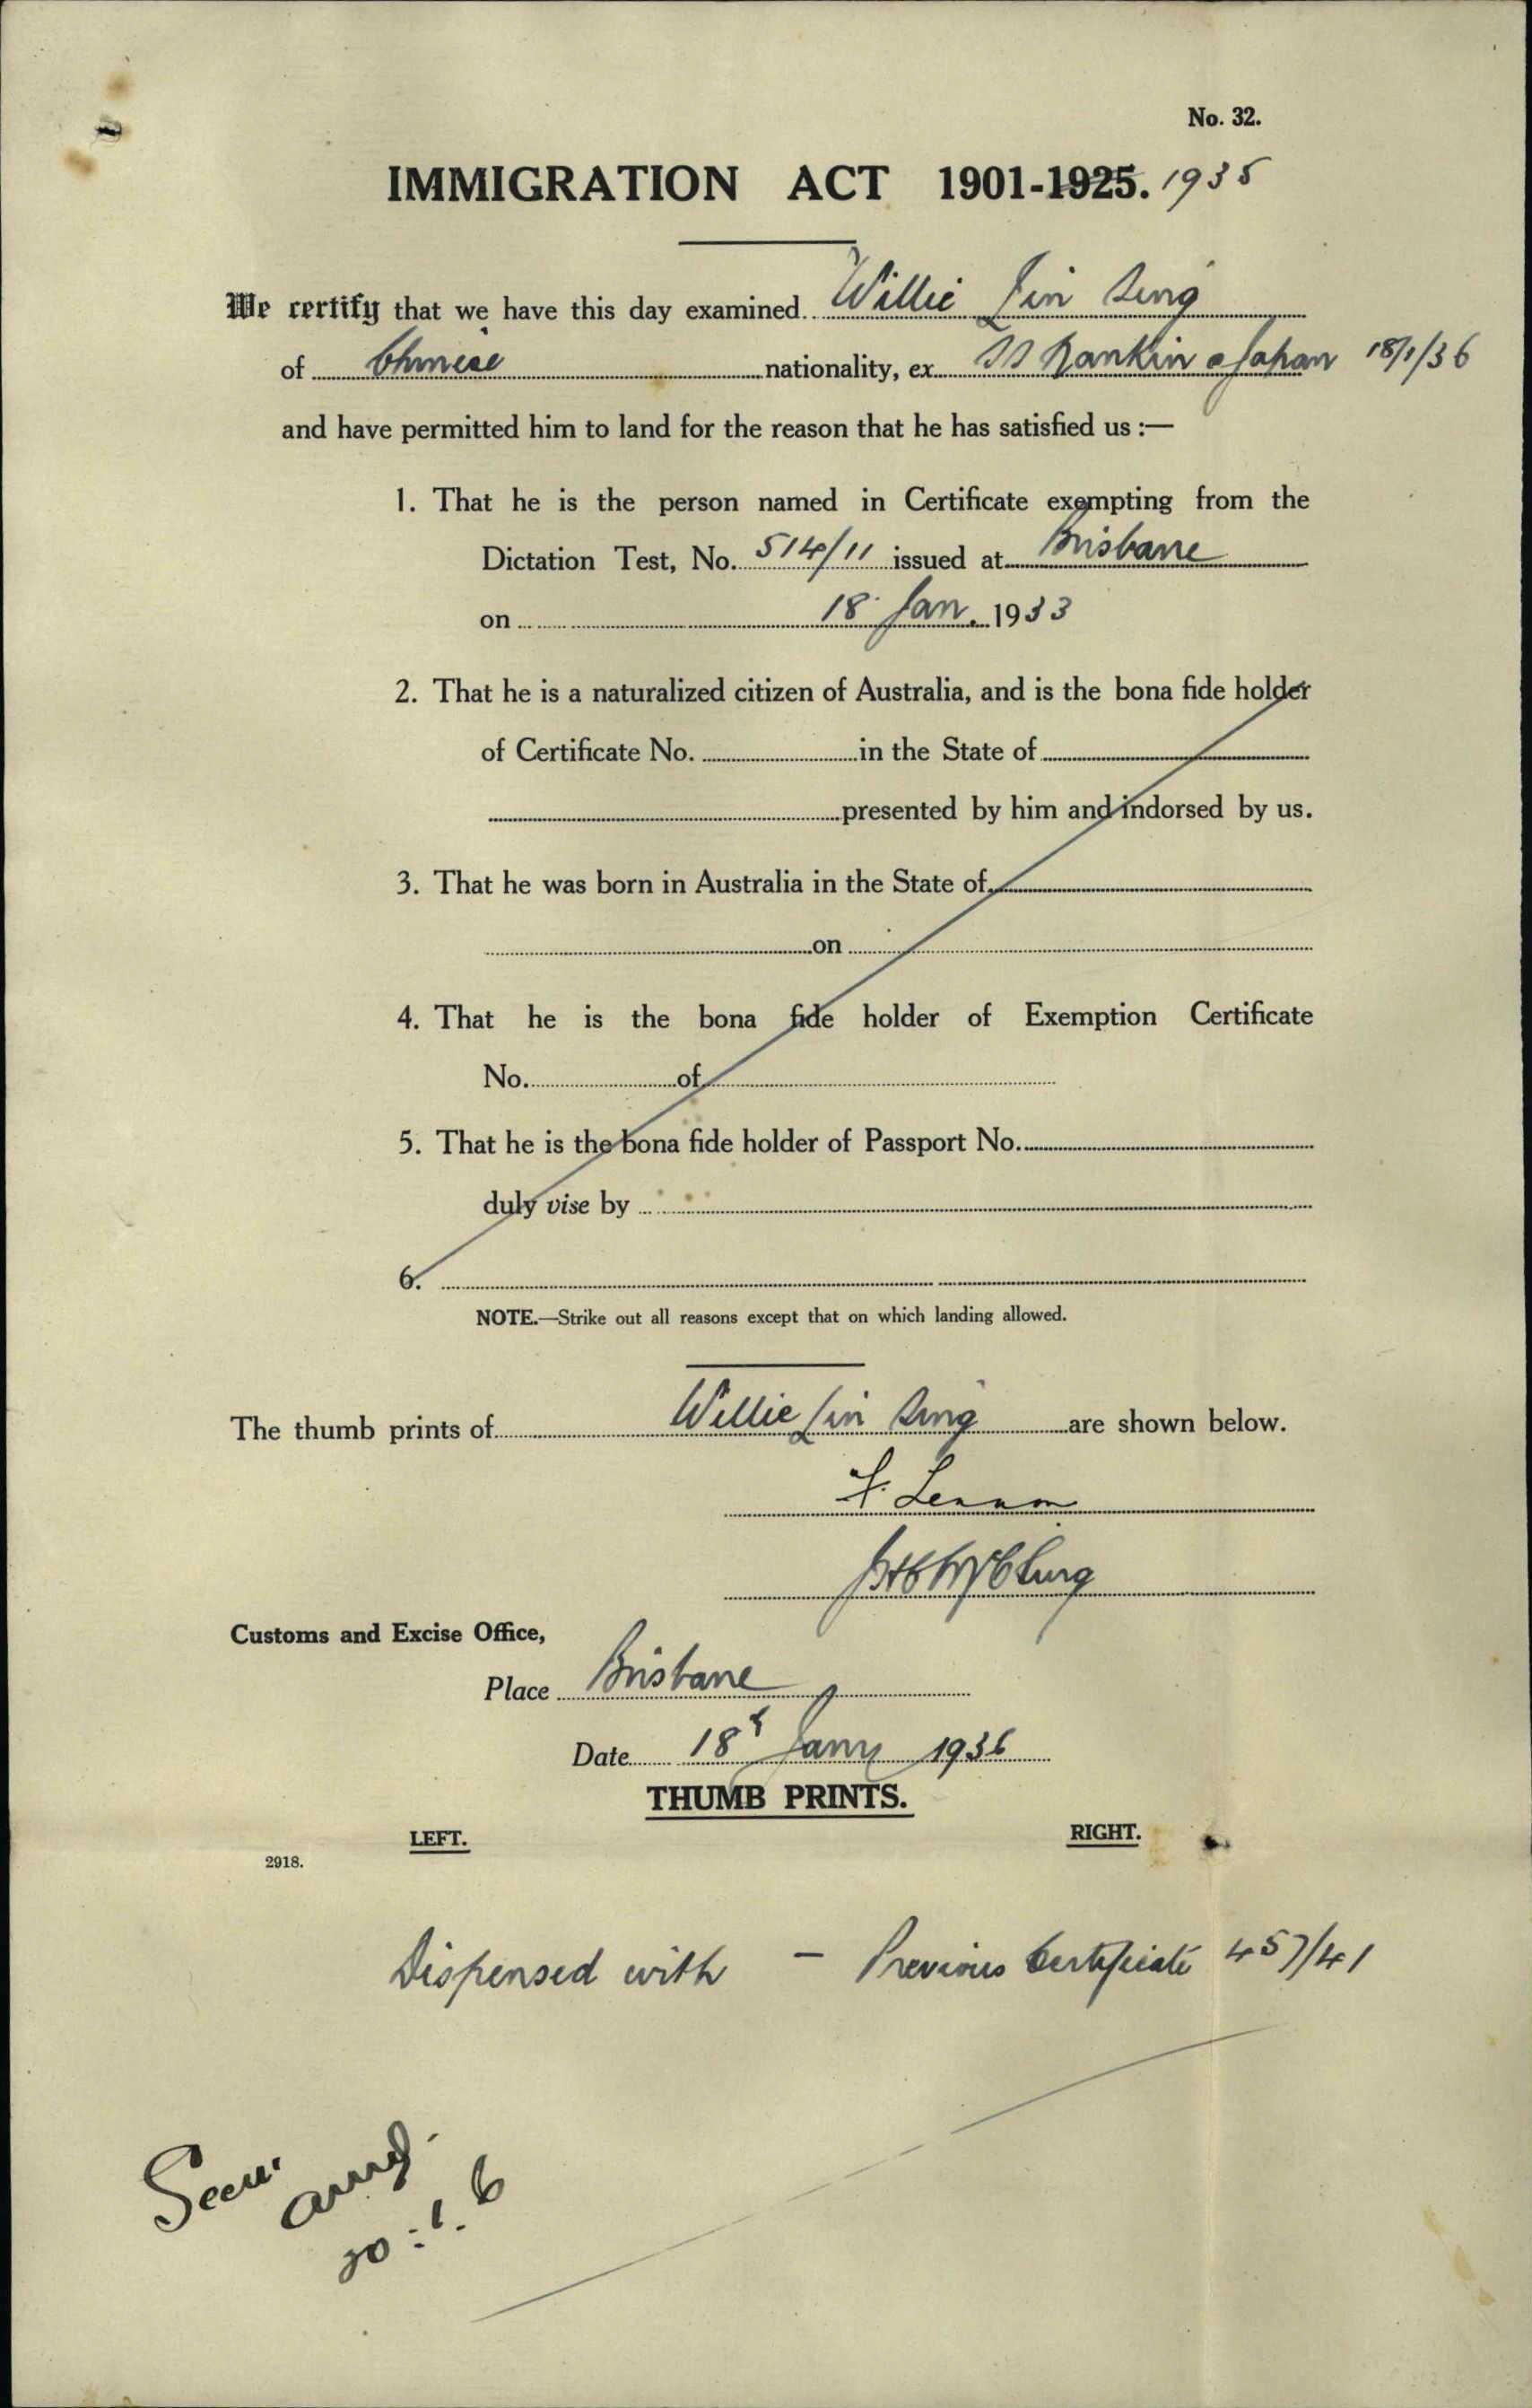 No. 32.
IMMIGRATION ACT 1901-1925. 1935
We certify that we have this day examined Willie Sing
of Chinese nationality, ex SS Nankin Japan 18/1/36
and have permitted him to land for the reason that he has satisfied us :—
1. That he is the person named in Certificate exempting from the
Dictation Test, No. 514/11 issued at Brisbane
on 18 Jan. 1933
2. That he is a naturalized citizen of Australia, and is the bona fide holder
of Certificate No. in the State of
presented by him and indorsed by us.
3. That he was born in Australia in the State of
on
4. That he is the bona fide holder of Exemption Certificate
No. of
5. That he is the bona fide holder of Passport No.
duly vise by
6.
NOTE.—Strike out all reasons except that on which landing allowed.
The thumb prints of Willie Sing are shown below.
F. Lennon
Customs and Excise Office,
Place Brisbane
Date 18th Jany 1936
THUMB PRINTS.
LEFT. RIGHT.
2918.
Dispensed with — Previous Certificate 457/41
Seen.
20.1.6